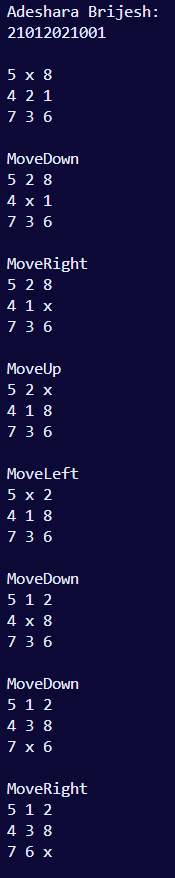 Adeshara Brijesh:
21012021001
5 x 8
4 2 1
7 3 6
MoveDown
5 2 8
4 x 1
7 3 6
MoveRight
5 2 8
4 1 x
7 3 6
MoveUp
5 2 x
4 1 8
7 3 6
MoveLeft
5 x 2
4 1 8
7 3 6
MoveDown
5 1 2
4 x 8
7 3 6
MoveDown
5 1 2
4 3 8
7 x 6
MoveRight
5 1 2
4 3 8
7 6 x